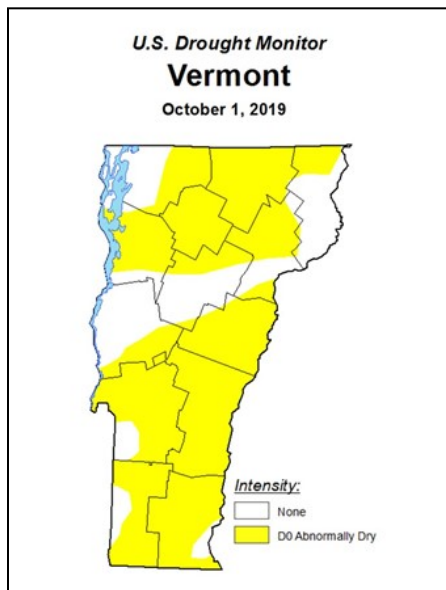 U.S. Drought Monitor
Vermont
October 1, 2019
Intensity:
None
D0 Abnormally Dry